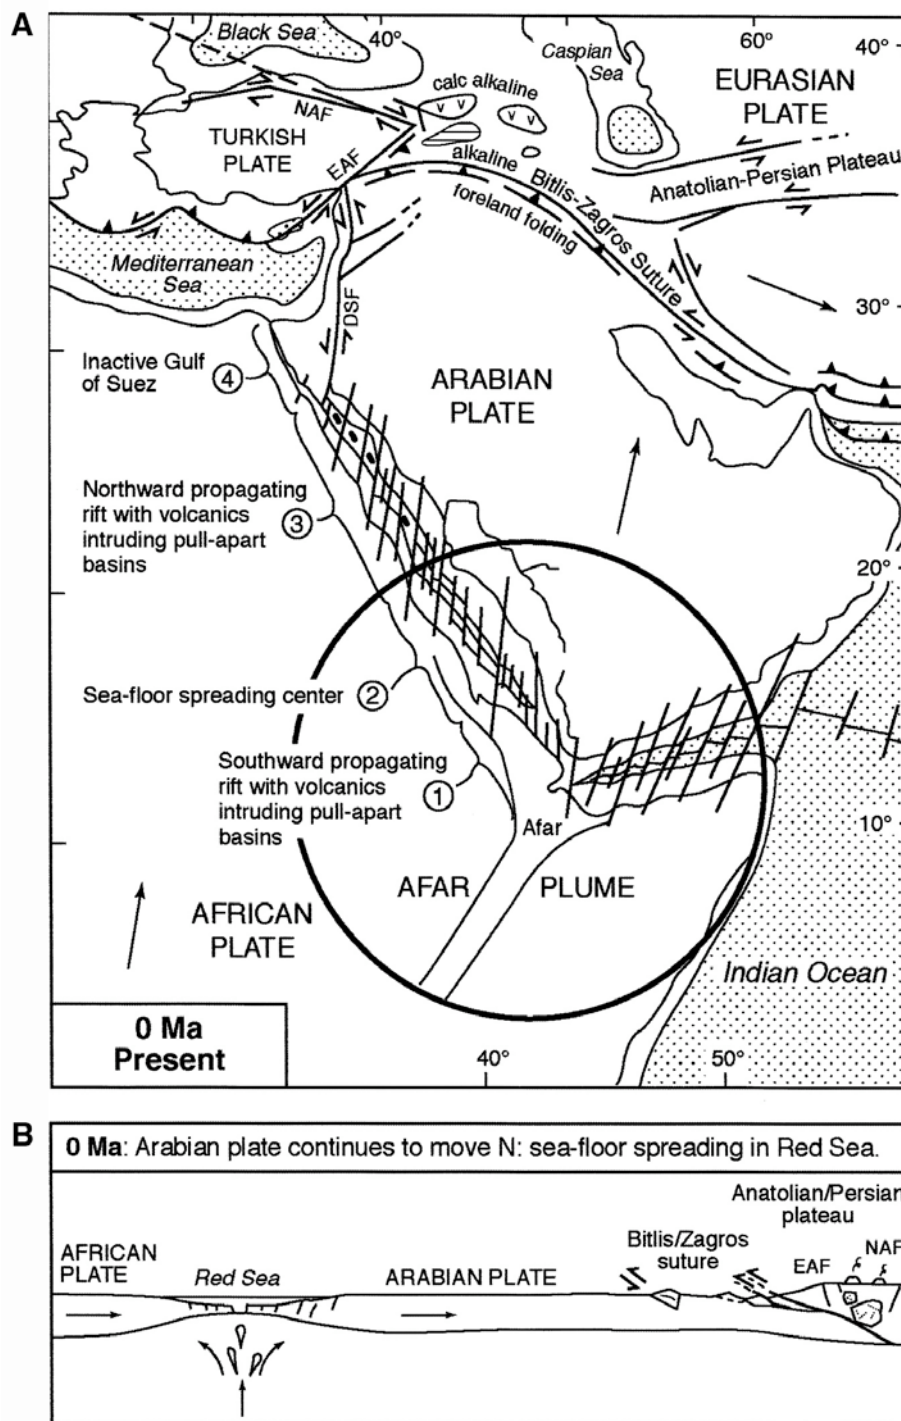 A
Black Sea
40°
60°
40°
Caspian
Sea
EURASIAN
PLATE
calc alkaline
v v
v v
NAF
TURKISH
PLATE
EAF
alkaline
Bitlis-Zagros Suture
foreland folding
Anatolian-Persian Plateau
Mediterranean
Sea
DSF
30°
Inactive Gulf
of Suez
4
ARABIAN
PLATE
Northward propagating
rift with volcanics
intruding pull-apart
basins
3
20°
Sea-floor spreading center
2
Southward propagating
rift with volcanics
intruding pull-apart
basins
1
Afar
10°
AFAR PLUME
AFRICAN
PLATE
Indian Ocean
0 Ma
Present
40°
50°
B
0 Ma: Arabian plate continues to move N: sea-floor spreading in Red Sea.
Anatolian/Persian
plateau
AFRICAN
PLATE
Red Sea
ARABIAN PLATE
Bitlis/Zagros
suture
EAF
NAF